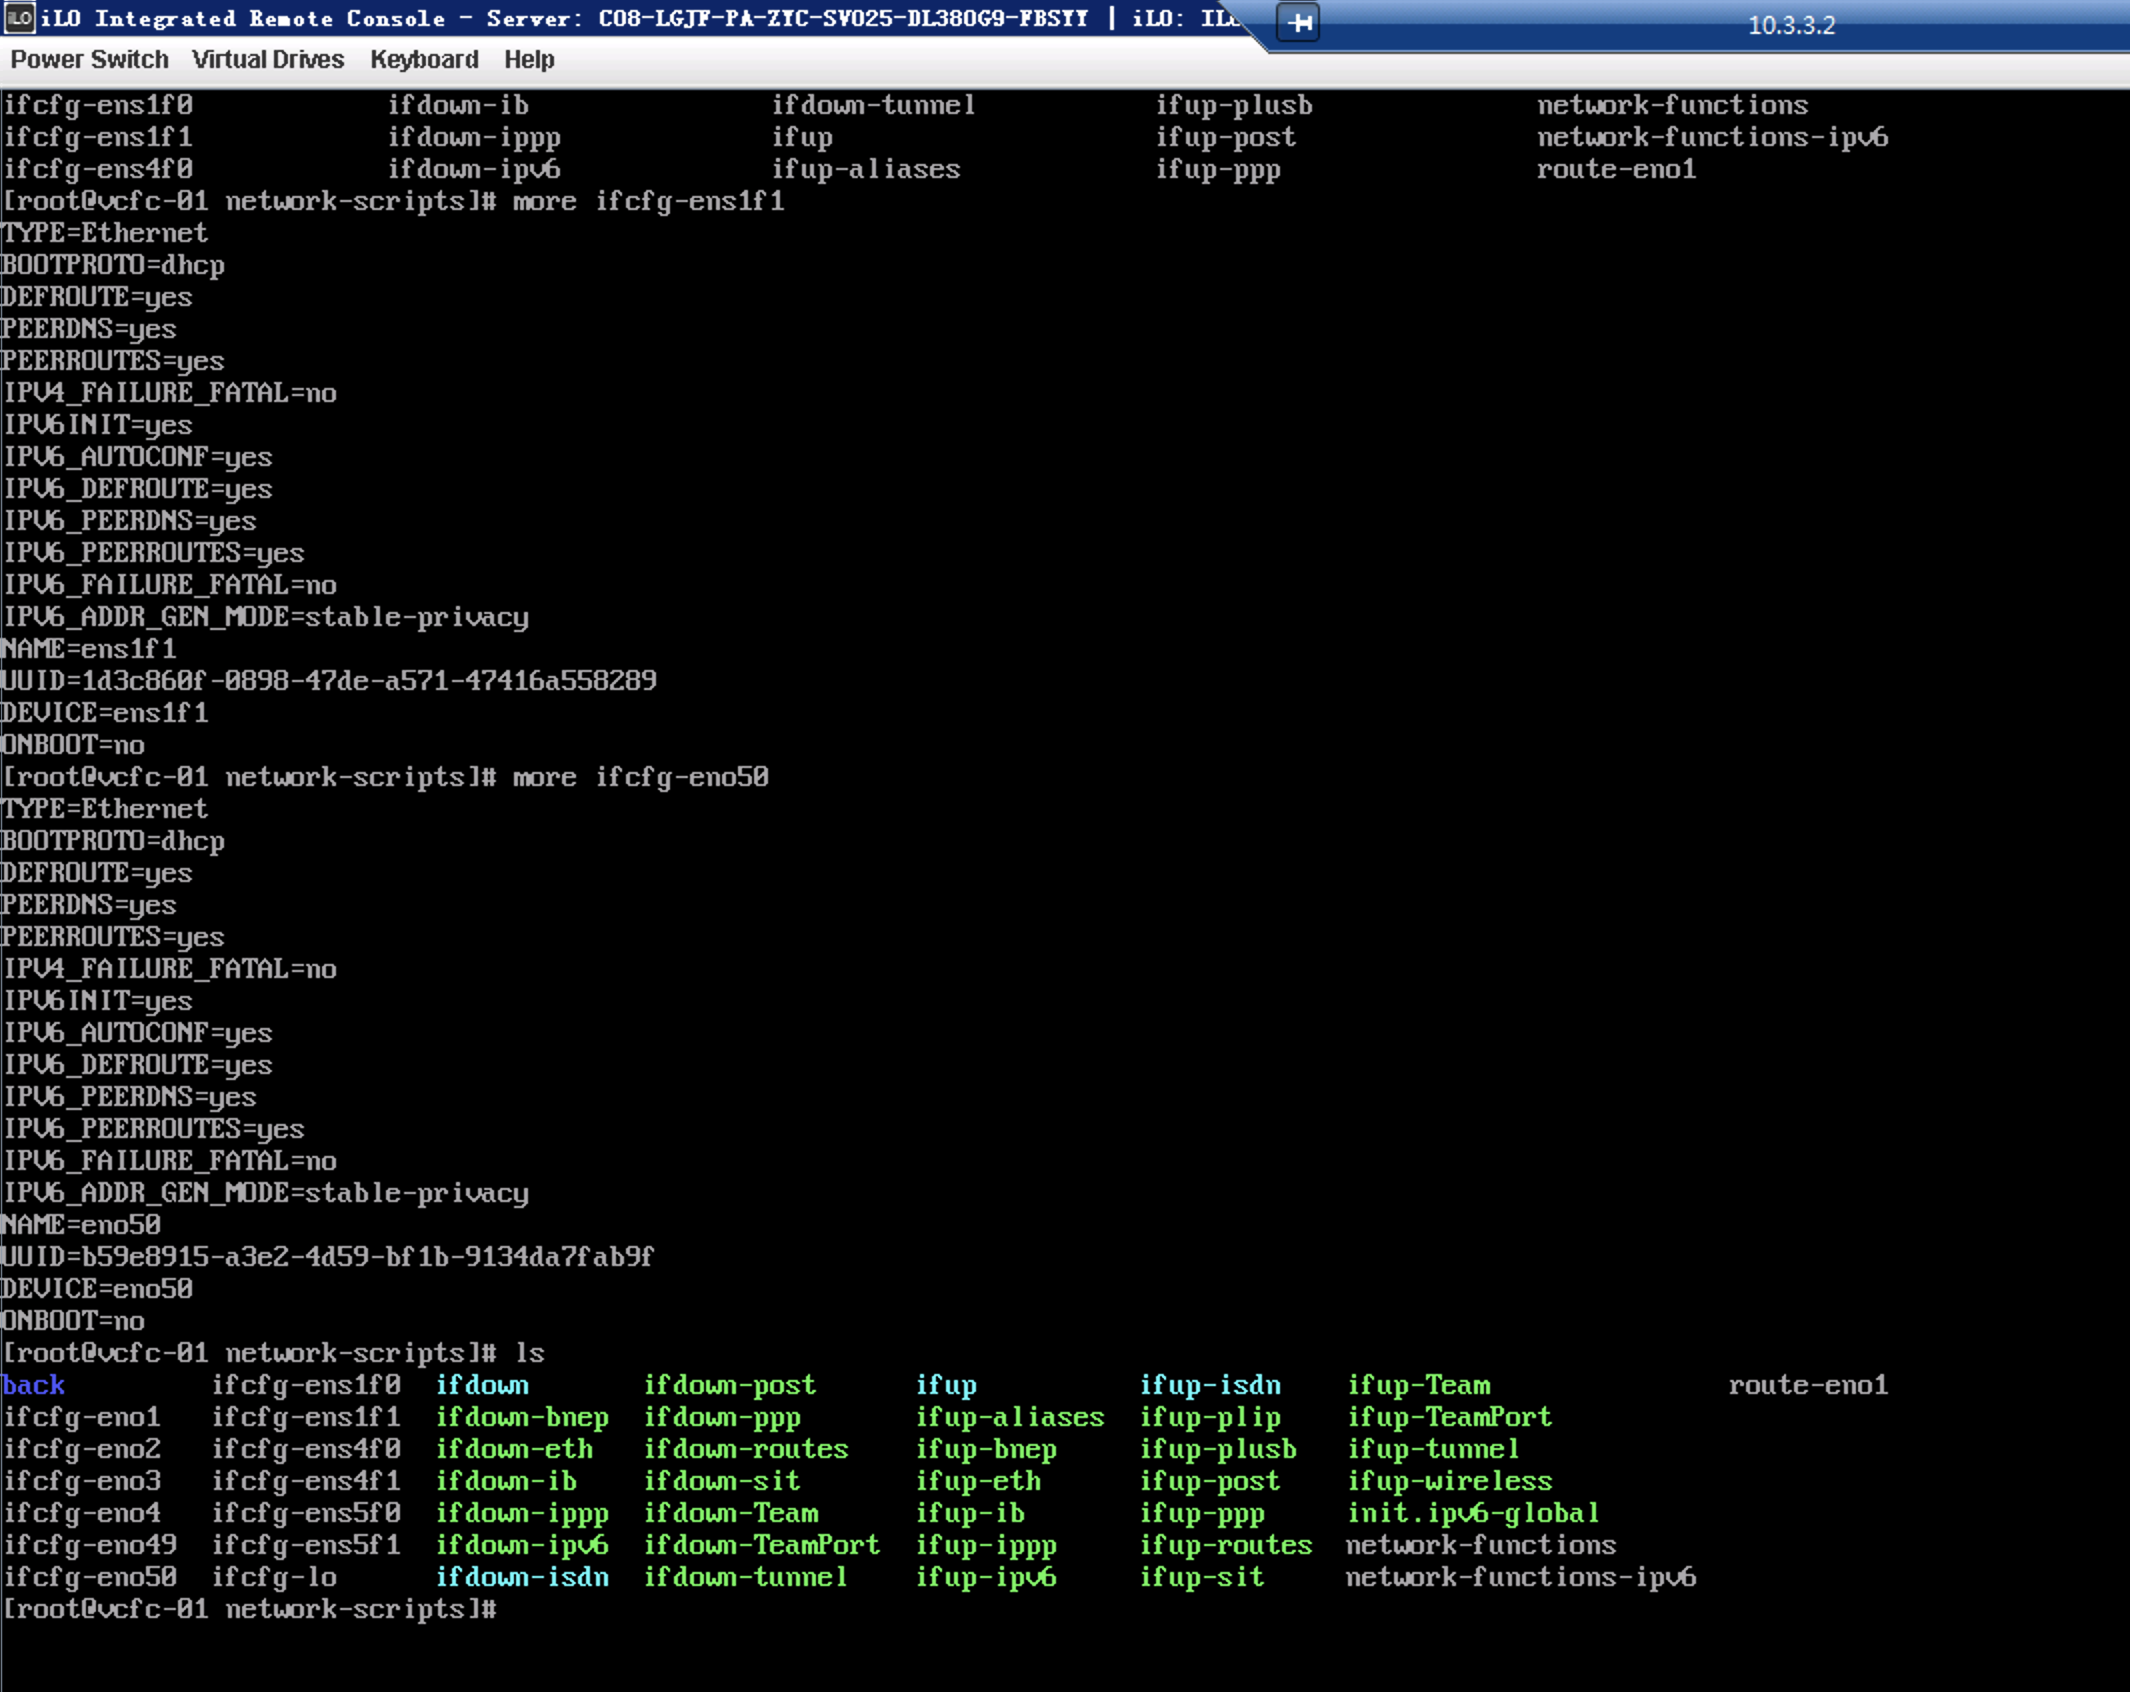 iLO Integrated Remote Console - Server: C08-LGJF-PA-ZYC-SV025-DL380G9-FBSYY | iLO:
10.3.3.2
Power Switch Virtual Drives Keyboard Help
ifcfg-ens1f0 ifdown-ib ifdown-tunnel ifup-plusb network-functions
ifcfg-ens1f1 ifdown-ippp ifup ifup-post network-functions-ipv6
ifcfg-ens4f0 ifdown-ipv6 ifup-aliases ifup-ppp route-eno1
[root@vcfc-01 network-scripts]# more ifcfg-ens1f1
TYPE=Ethernet
BOOTPROTO=dhcp
DEFROUTE=yes
PEERDNS=yes
PEERROUTES=yes
IPV4_FAILURE_FATAL=no
IPV6INIT=yes
IPV6_AUTOCONF=yes
IPV6_DEFROUTE=yes
IPV6_PEERDNS=yes
IPV6_PEERROUTES=yes
IPV6_FAILURE_FATAL=no
IPV6_ADDR_GEN_MODE=stable-privacy
NAME=ens1f1
UUID=1d3c860f-0898-47de-a571-47416a558289
DEVICE=ens1f1
ONBOOT=no
[root@vcfc-01 network-scripts]# more ifcfg-eno50
TYPE=Ethernet
BOOTPROTO=dhcp
DEFROUTE=yes
PEERDNS=yes
PEERROUTES=yes
IPV4_FAILURE_FATAL=no
IPV6INIT=yes
IPV6_AUTOCONF=yes
IPV6_DEFROUTE=yes
IPV6_PEERDNS=yes
IPV6_PEERROUTES=yes
IPV6_FAILURE_FATAL=no
IPV6_ADDR_GEN_MODE=stable-privacy
NAME=eno50
UUID=b59e8915-a3e2-4d59-bf1b-9134da7fab9f
DEVICE=eno50
ONBOOT=no
[root@vcfc-01 network-scripts]# ls
back ifcfg-ens1f0 ifdown ifdown-post ifup ifup-isdn ifup-Team route-eno1
ifcfg-eno1 ifcfg-ens1f1 ifdown-bnep ifdown-ppp ifup-aliases ifup-plip ifup-TeamPort
ifcfg-eno2 ifcfg-ens4f0 ifdown-eth ifdown-routes ifup-bnep ifup-plusb ifup-tunnel
ifcfg-eno3 ifcfg-ens4f1 ifdown-ib ifdown-sit ifup-eth ifup-post ifup-wireless
ifcfg-eno4 ifcfg-ens5f0 ifdown-ippp ifdown-Team ifup-ib ifup-ppp init.ipv6-global
ifcfg-eno49 ifcfg-ens5f1 ifdown-ipv6 ifdown-TeamPort ifup-ippp ifup-routes network-functions
ifcfg-eno50 ifcfg-lo ifdown-isdn ifdown-tunnel ifup-ipv6 ifup-sit network-functions-ipv6
[root@vcfc-01 network-scripts]#